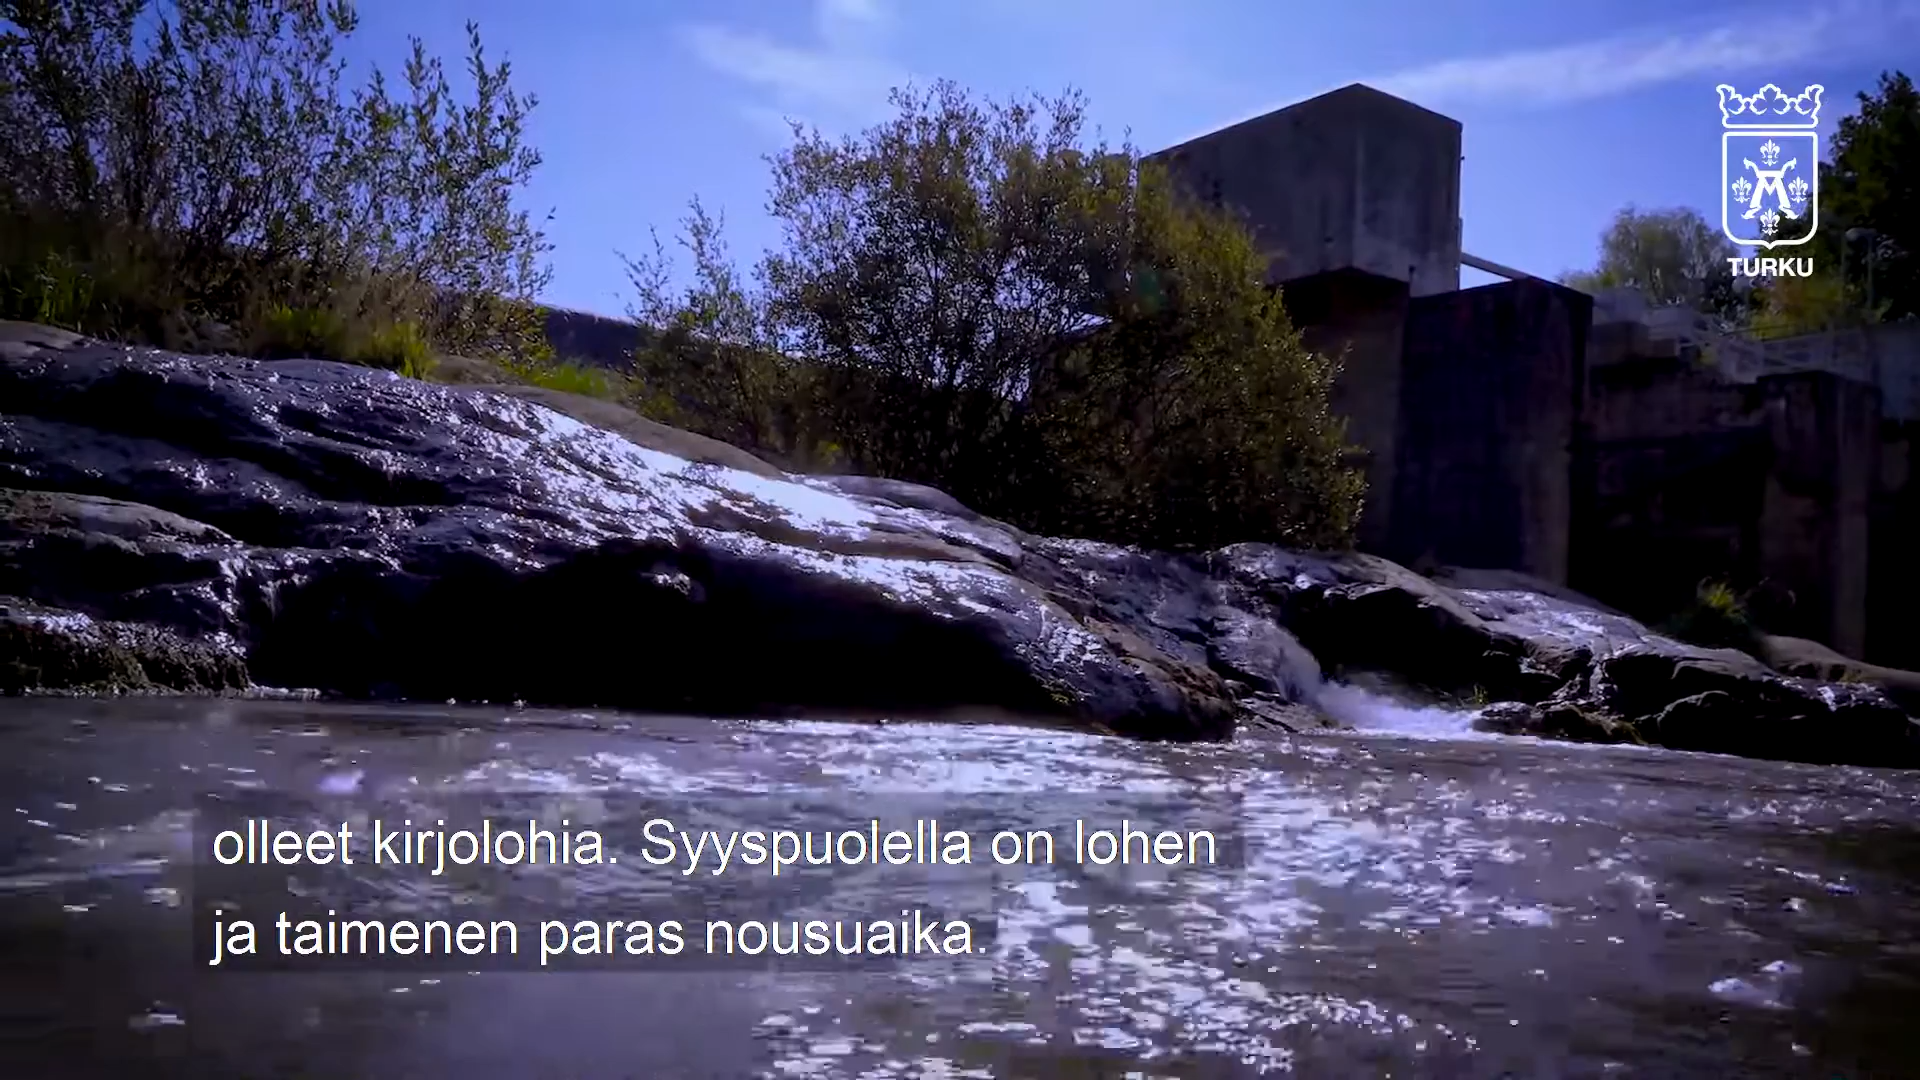 TURKU
olleet kirjolohia. Syyspuolella on lohen
ja taimenen paras nousuaika.